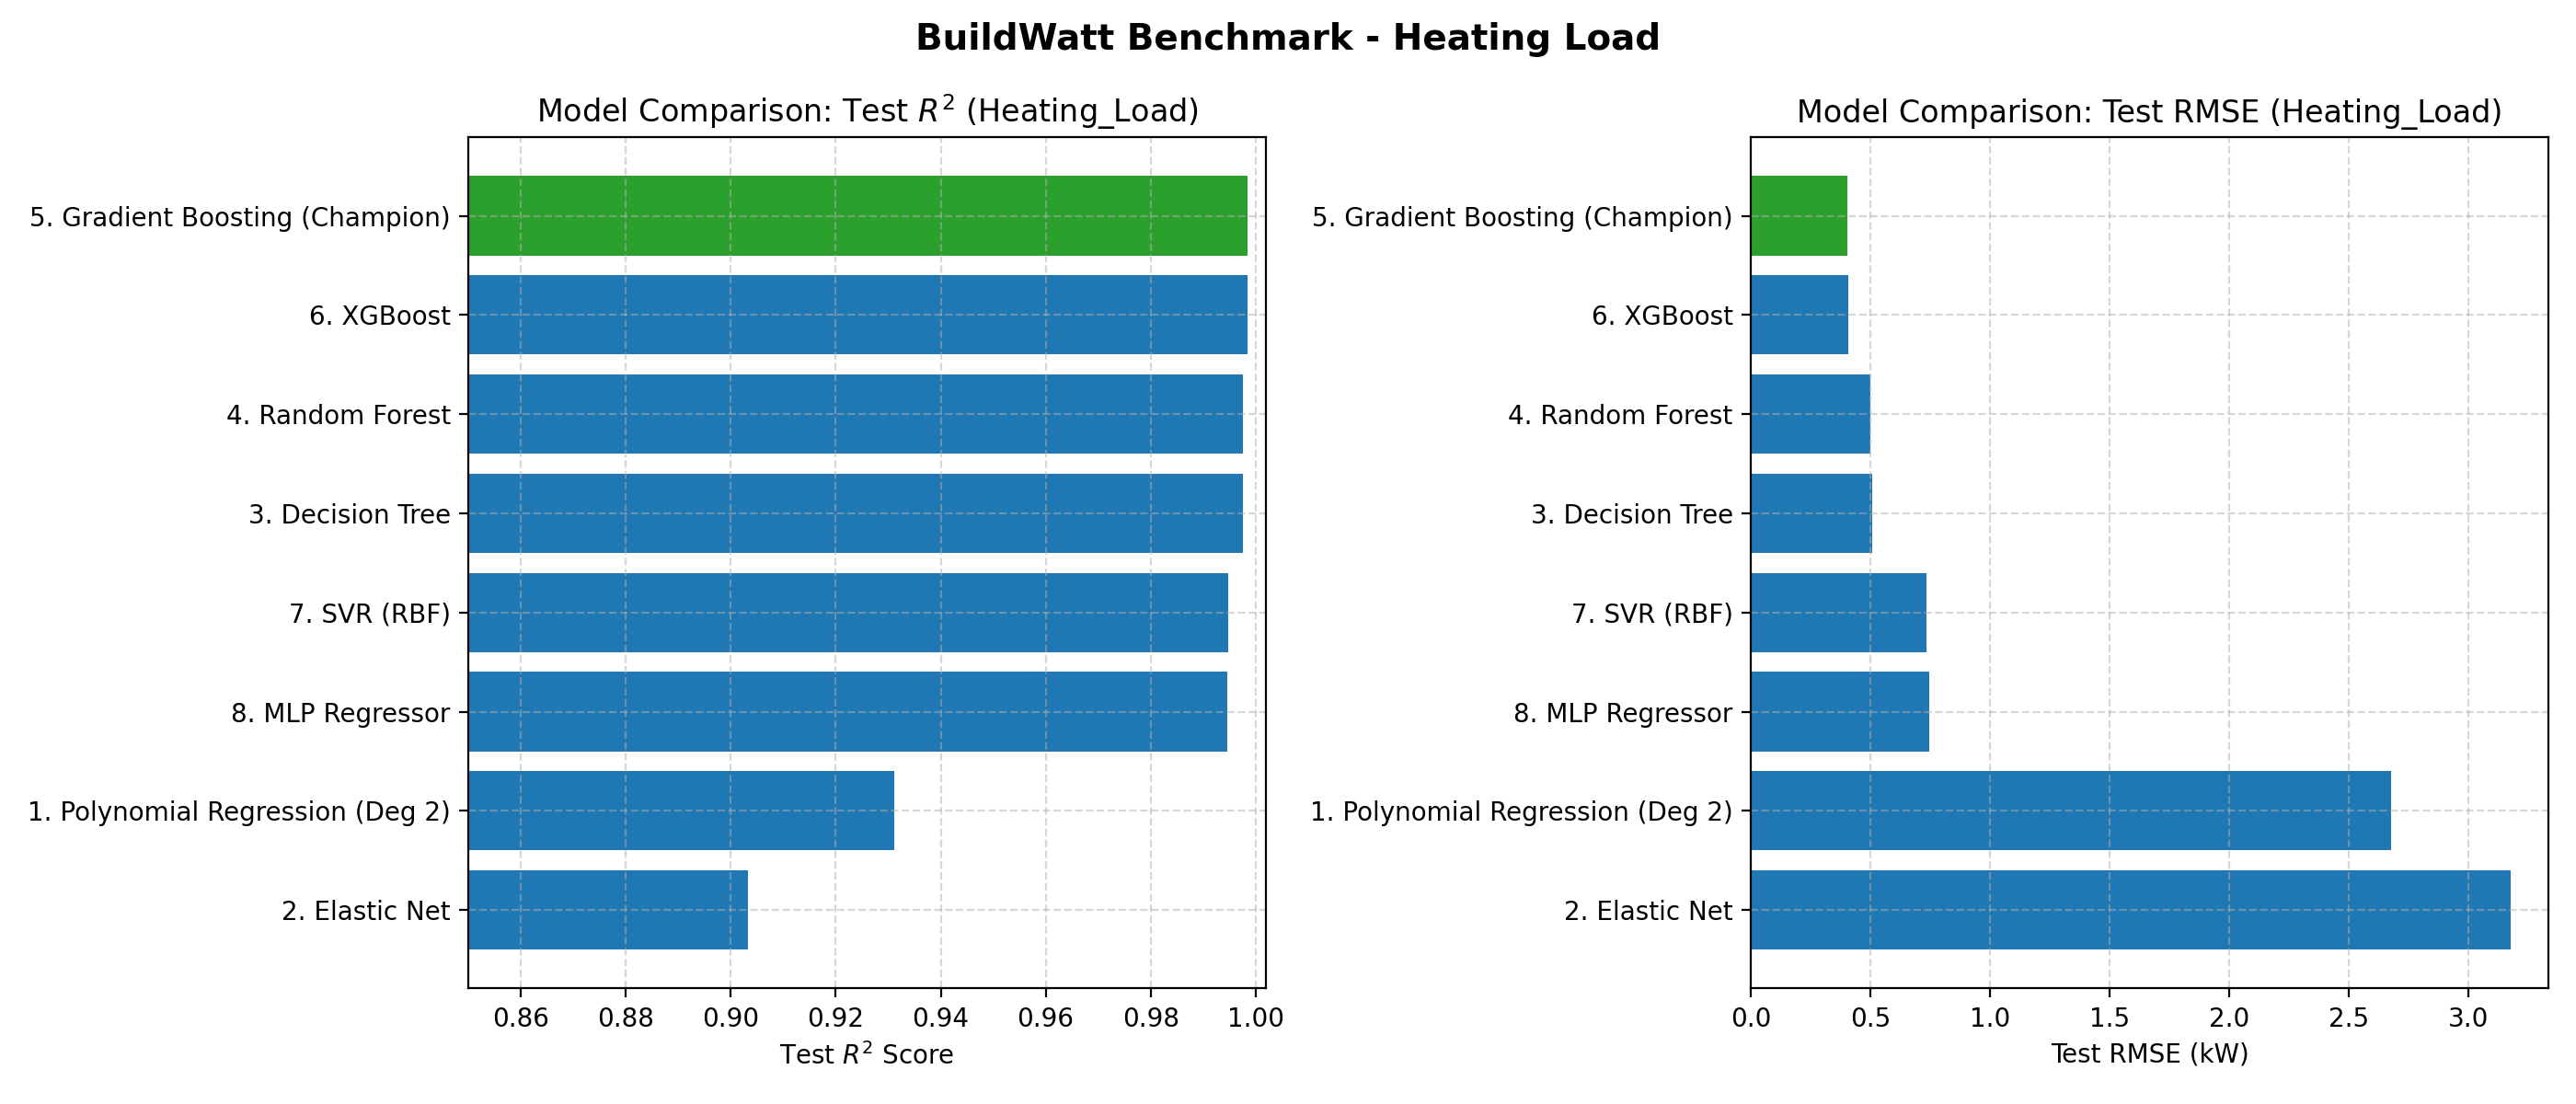 BuildWatt Benchmark - Heating Load
Model Comparison: Test R² (Heating_Load)
5. Gradient Boosting (Champion)
6. XGBoost
4. Random Forest
3. Decision Tree
7. SVR (RBF)
8. MLP Regressor
1. Polynomial Regression (Deg 2)
2. Elastic Net
0.86 0.88 0.90 0.92 0.94 0.96 0.98 1.00
Test R² Score
Model Comparison: Test RMSE (Heating_Load)
5. Gradient Boosting (Champion)
6. XGBoost
4. Random Forest
3. Decision Tree
7. SVR (RBF)
8. MLP Regressor
1. Polynomial Regression (Deg 2)
2. Elastic Net
0.0 0.5 1.0 1.5 2.0 2.5 3.0
Test RMSE (kW)